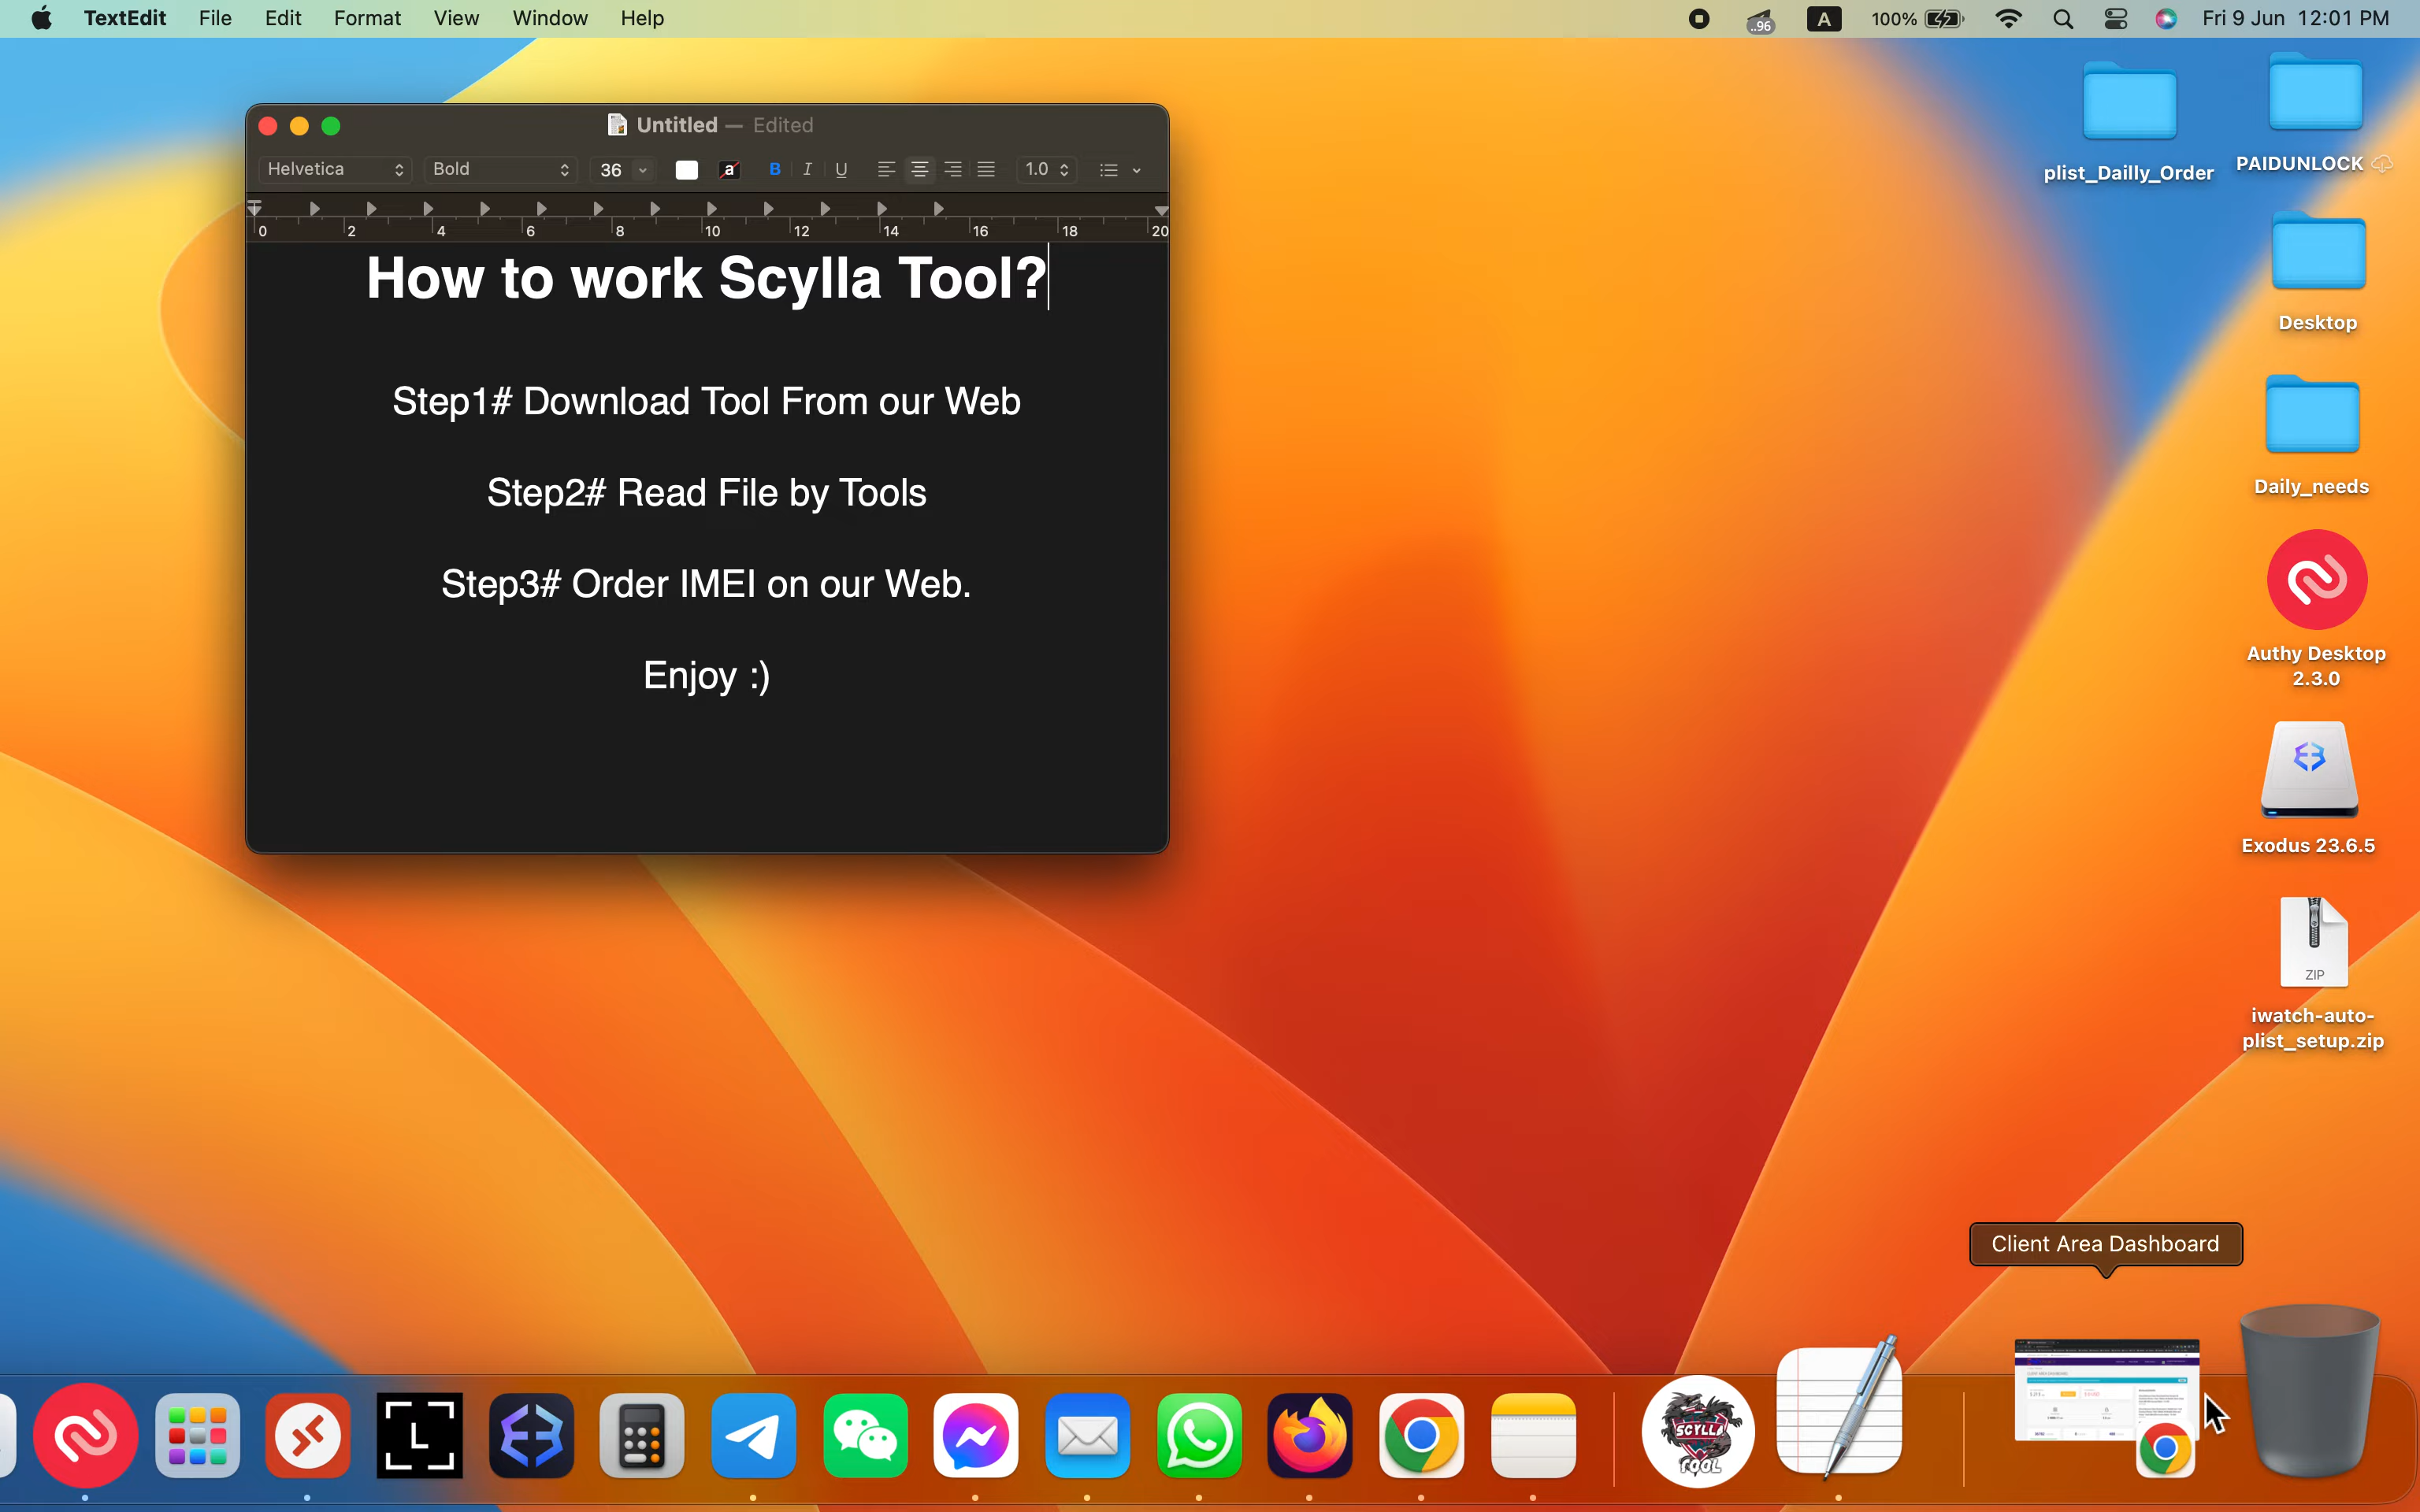 TextEdit File Edit Format View Window Help
..96 A 100% Fri 9 Jun 12:01 PM
Untitled — Edited
Helvetica Bold 36 a B I U 1.0
0 2 4 6 8 10 12 14 16 18 20
How to work Scylla Tool?
Step1# Download Tool From our Web
Step2# Read File by Tools
Step3# Order IMEI on our Web.
Enjoy :)
plist_Dailly_Order
PAIDUNLOCK
Desktop
Daily_needs
Authy Desktop
2.3.0
Exodus 23.6.5
ZIP
iwatch-auto-
plist_setup.zip
Client Area Dashboard
L
SCYLLA
TOOL